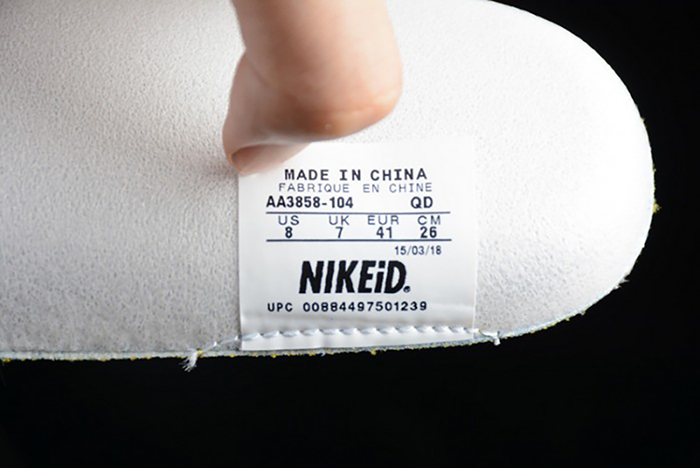 MADE IN CHINA
FABRIQUE EN CHINE
AA3858-104 QD
US UK EUR CM
8 7 41 26
15/03/18
NIKEiD.
UPC 00884497501239